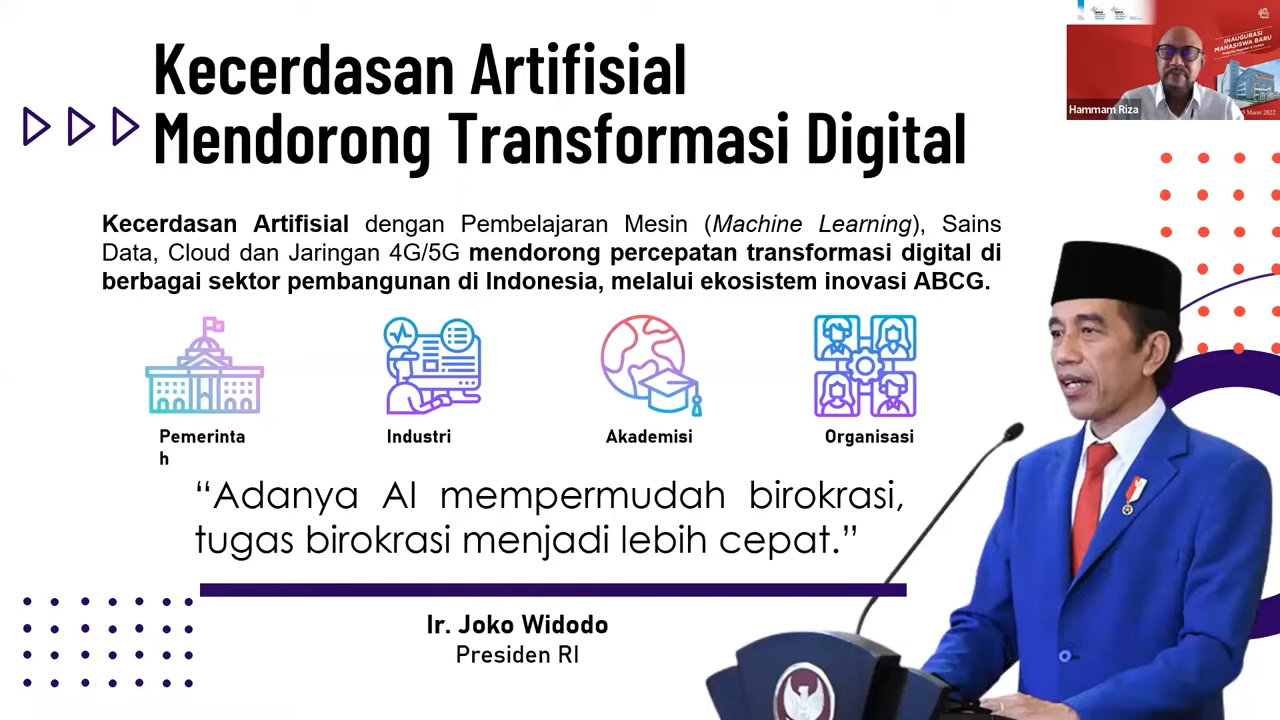 Kecerdasan Artifisial
Mendorong Transformasi Digital
Hammam Riza
INAUGURASI
MAHASISWA BARU
Maret 2022
Kecerdasan Artifisial dengan Pembelajaran Mesin (Machine Learning), Sains
Data, Cloud dan Jaringan 4G/5G mendorong percepatan transformasi digital di
berbagai sektor pembangunan di Indonesia, melalui ekosistem inovasi ABCG.
Pemerinta
h
Industri
Akademisi
Organisasi
“Adanya AI mempermudah birokrasi,
tugas birokrasi menjadi lebih cepat.”
Ir. Joko Widodo
Presiden RI